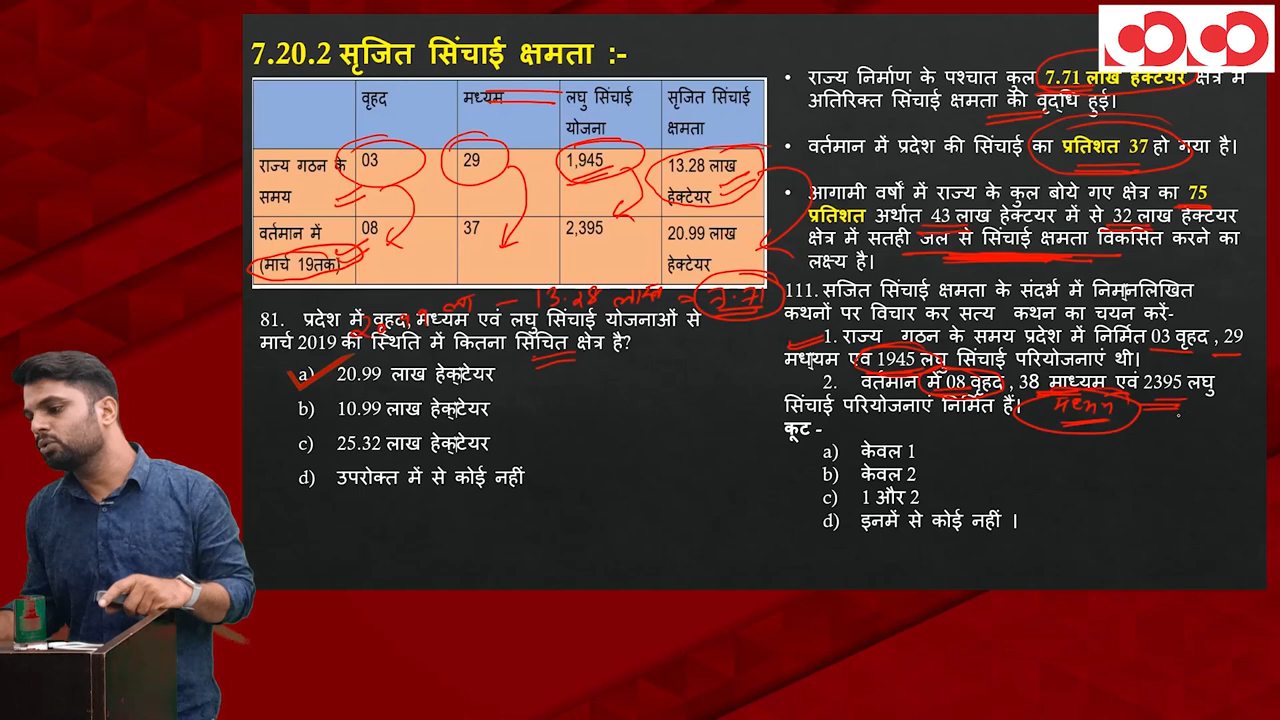 7.20.2 सृजित सिंचाई क्षमता :-
वृहद मध्यम लघु सिंचाई योजना सृजित सिंचाई क्षमता
राज्य गठन के समय 03 29 1,945 13.28 लाख हेक्टेयर
वर्तमान में (मार्च 19तक) 08 37 2,395 20.99 लाख हेक्टेयर
- 13.28 लाख = 7.71
81. प्रदेश में वृहद, मध्यम एवं लघु सिंचाई योजनाओं से
मार्च 2019 की स्थिति में कितना सिंचित क्षेत्र है?
a) 20.99 लाख हेक्टेयर
b) 10.99 लाख हेक्टेयर
c) 25.32 लाख हेक्टेयर
d) उपरोक्त में से कोई नहीं
• राज्य निर्माण के पश्चात कुल 7.71 लाख हेक्टेयर क्षेत्र में
अतिरिक्त सिंचाई क्षमता की वृद्धि हुई।
• वर्तमान में प्रदेश की सिंचाई का प्रतिशत 37 हो गया है।
• आगामी वर्षों में राज्य के कुल बोये गए क्षेत्र का 75
प्रतिशत अर्थात 43 लाख हेक्टेयर में से 32 लाख हेक्टेयर
क्षेत्र में सतही जल से सिंचाई क्षमता विकसित करने का
लक्ष्य है।
111. सजित सिंचाई क्षमता के संदर्भ में निम्नलिखित
कथनों पर विचार कर सत्य कथन का चयन करें-
1. राज्य गठन के समय प्रदेश में निर्मित 03 वृहद , 29
मध्यम एवं 1945 लघु सिंचाई परियोजनाएं थी।
2. वर्तमान में 08 वृहद , 38 माध्यम एवं 2395 लघु
सिंचाई परियोजनाएं निर्मित हैं।
कूट -
a) केवल 1
b) केवल 2
c) 1 और 2
d) इनमें से कोई नहीं ।